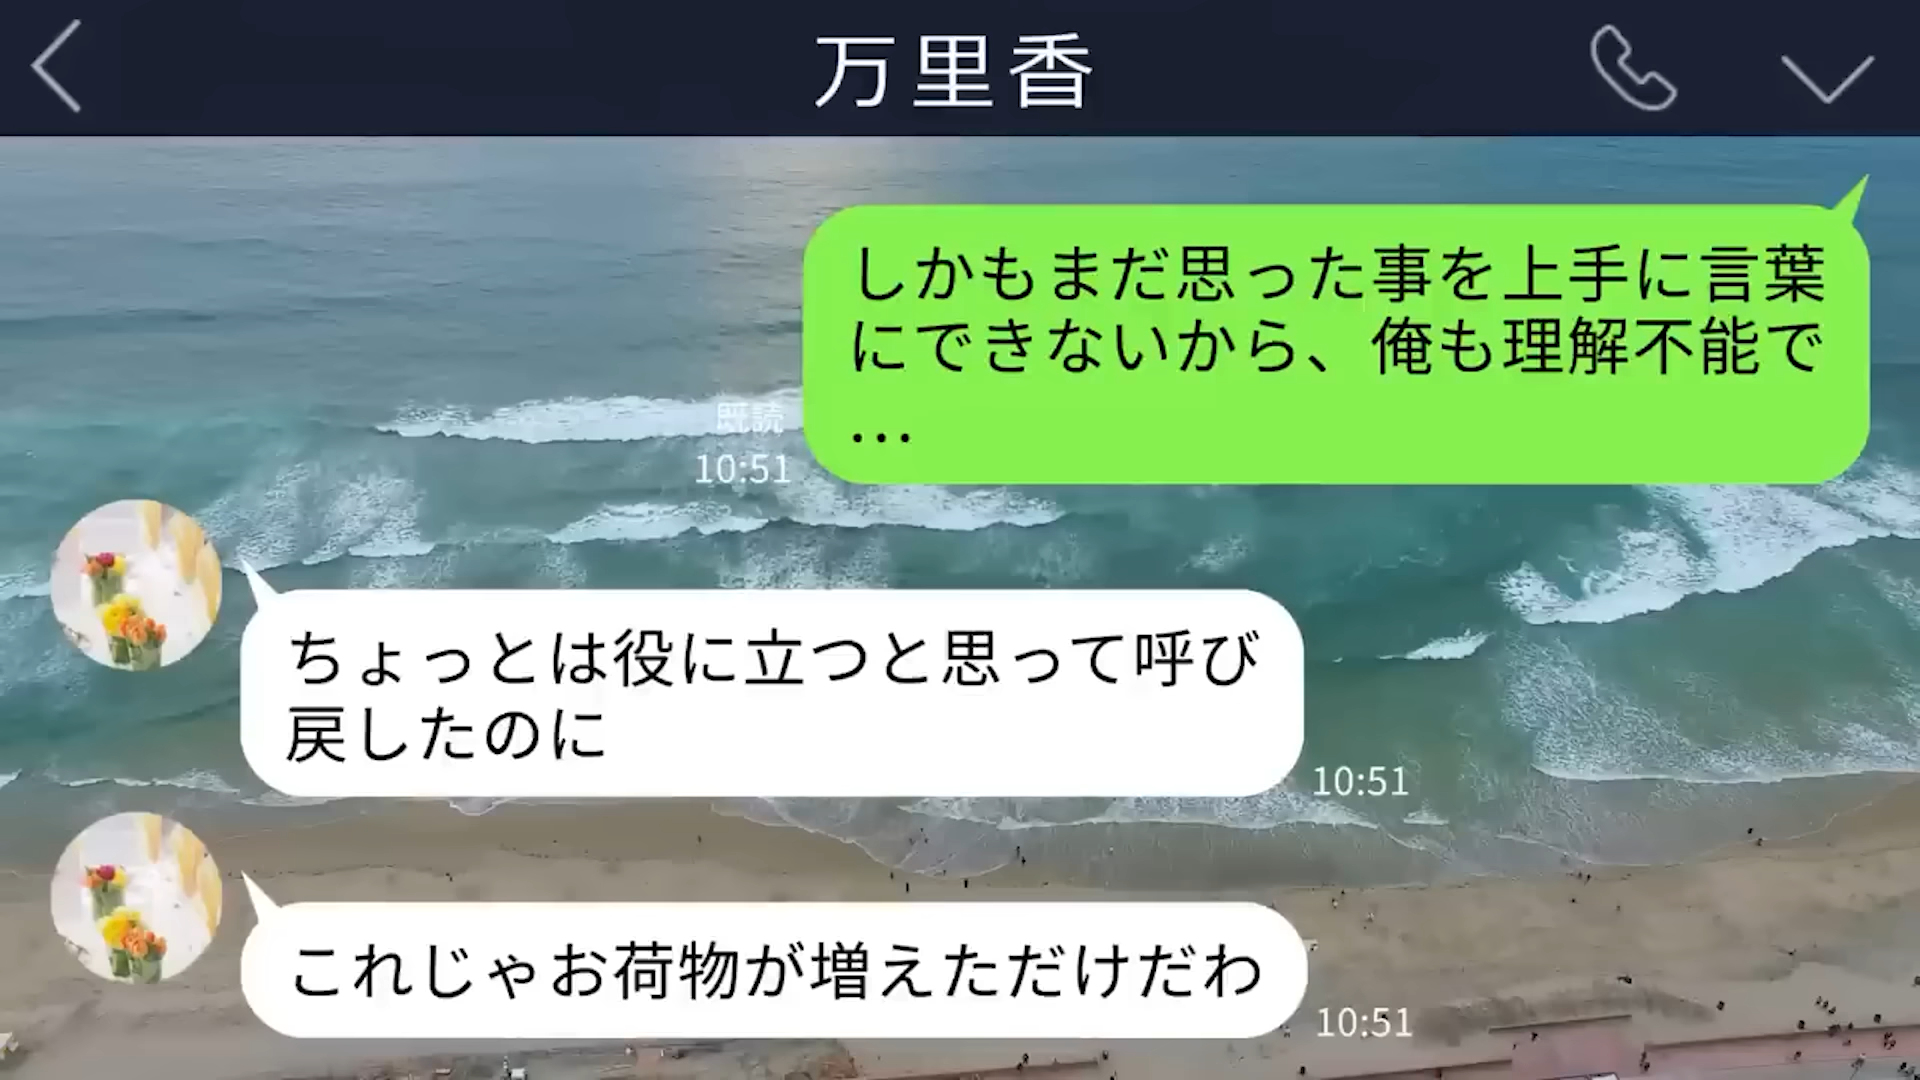 万里香
しかもまだ思った事を上手に言葉
にできないから、俺も理解不能で
…
既読
10:51
ちょっとは役に立つと思って呼び
戻したのに
10:51
これじゃお荷物が増えただけだわ
10:51